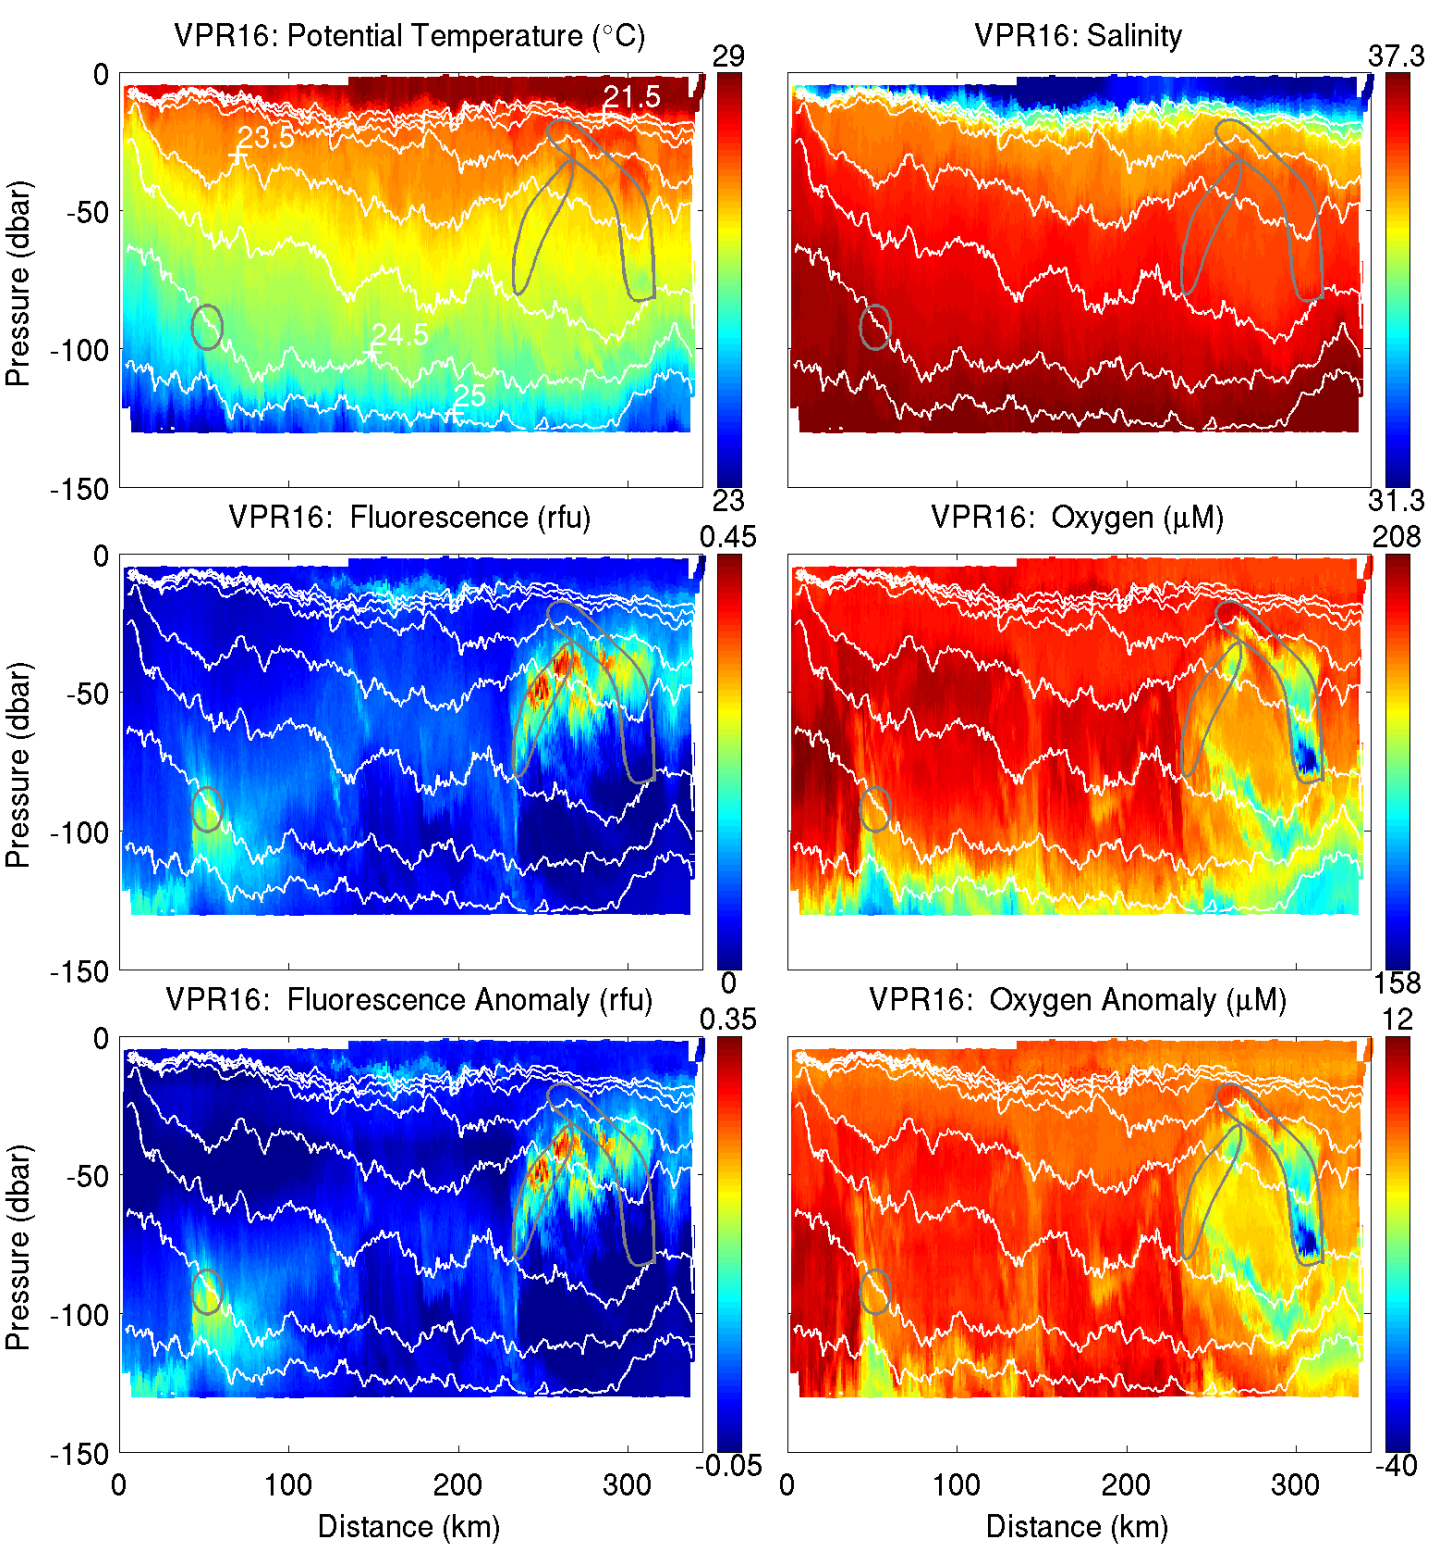 VPR16: Potential Temperature (°C)
VPR16: Salinity
29
37.3
0
-50
-100
-150
Pressure (dbar)
21.5
23.5
24.5
25
23
31.3
VPR16:  Fluorescence (rfu)
VPR16:  Oxygen (μM)
0.45
208
0
-50
-100
-150
Pressure (dbar)
0
158
VPR16:  Fluorescence Anomaly (rfu)
VPR16:  Oxygen Anomaly (μM)
0.35
12
0
-50
-100
-150
Pressure (dbar)
-0.05
-40
0 100 200 300
0 100 200 300
Distance (km)
Distance (km)